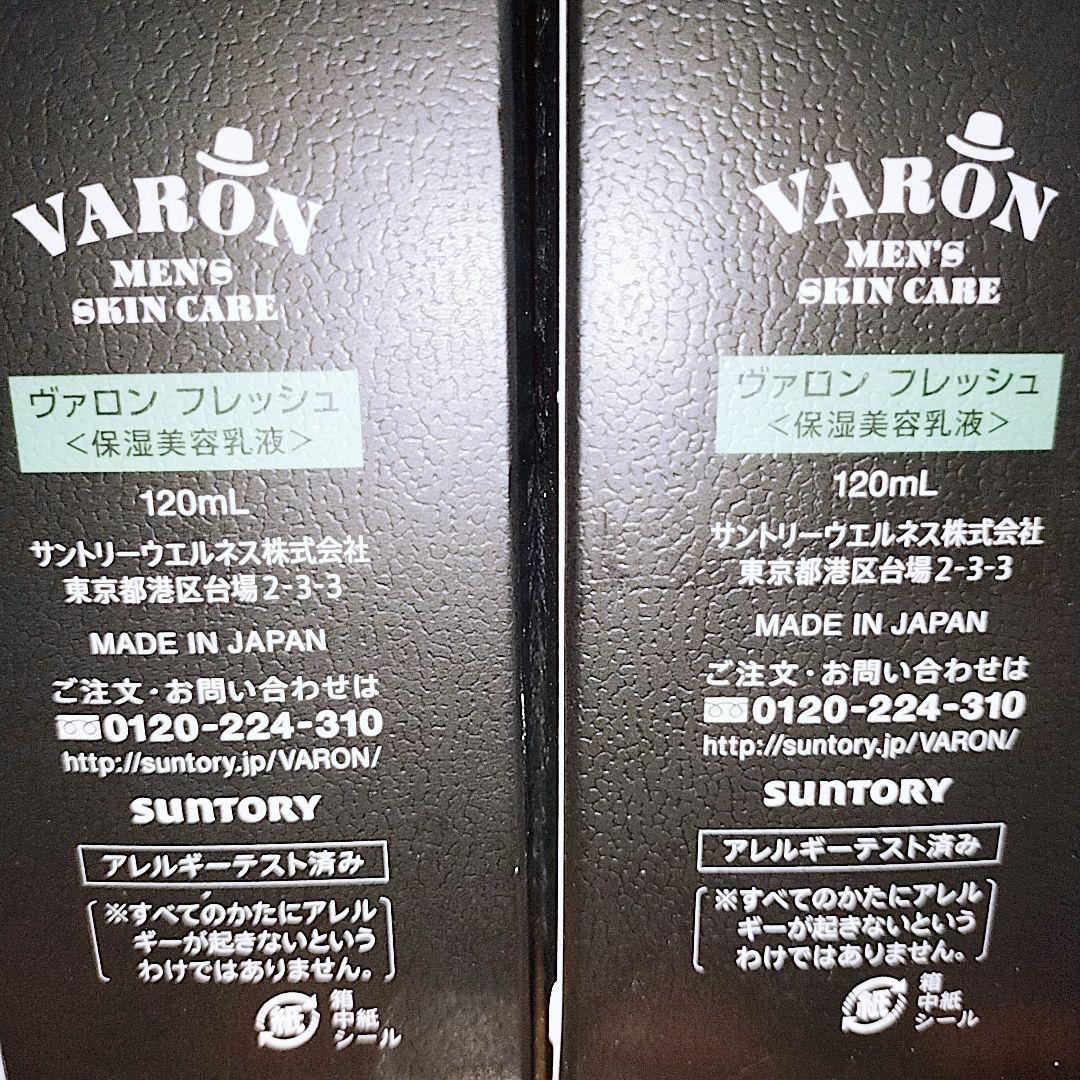 VARON
MEN'S
SKIN CARE
ヴァロン フレッシュ
<保湿美容乳液>
120mL
サントリーウエルネス株式会社
東京都港区台場2-3-3
MADE IN JAPAN
ご注文・お問い合わせは
0120-224-310
http://suntory.jp/VARON/
SUNTORY
アレルギーテスト済み
※すべてのかたにアレル
ギーが起きないという
わけではありません。
紙
箱
中紙
シール
VARON
MEN'S
SKIN CARE
ヴァロン フレッシュ
<保湿美容乳液>
120mL
サントリーウエルネス株式会社
東京都港区台場2-3-3
MADE IN JAPAN
ご注文・お問い合わせは
0120-224-310
http://suntory.jp/VARON/
SUNTORY
アレルギーテスト済み
※すべてのかたにアレル
ギーが起きないという
わけではありません。
紙
箱
中紙
シール